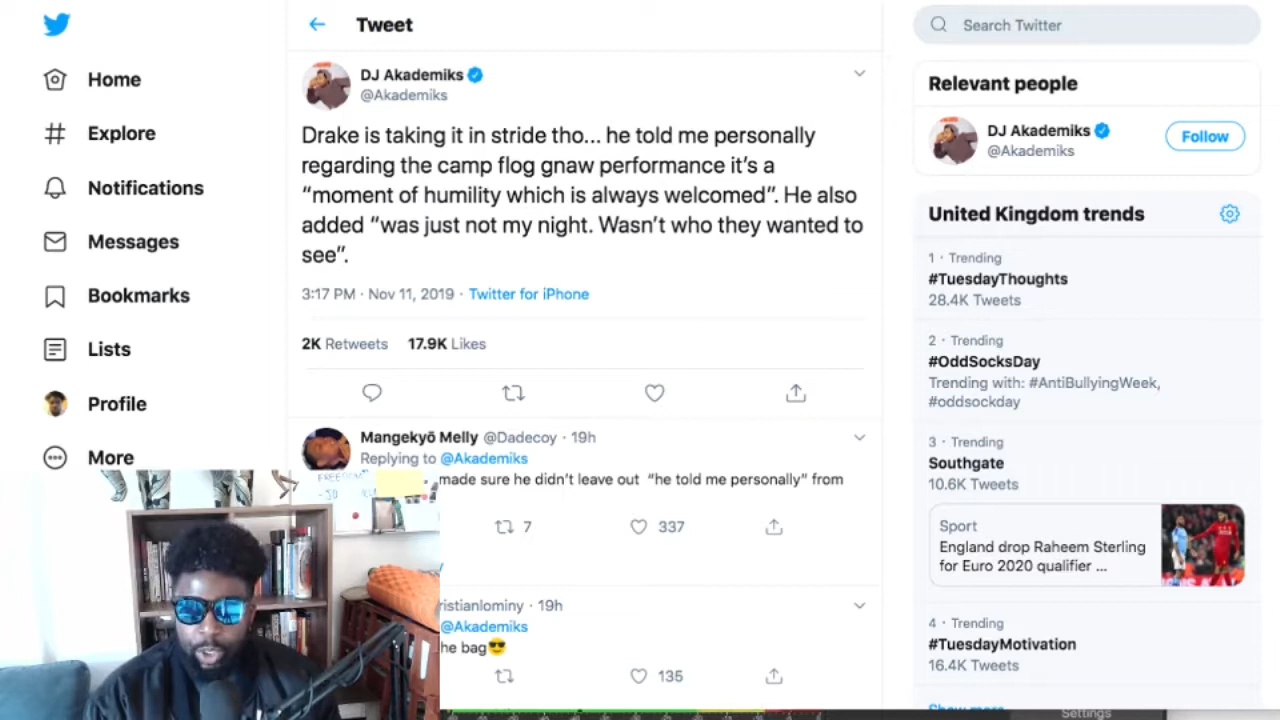 Home
Explore
Notifications
Messages
Bookmarks
Lists
Profile
More
Tweet
DJ Akademiks
@Akademiks
Drake is taking it in stride tho... he told me personally
regarding the camp flog gnaw performance it’s a
“moment of humility which is always welcomed”. He also
added “was just not my night. Wasn’t who they wanted to
see”.
3:17 PM · Nov 11, 2019 · Twitter for iPhone
2K Retweets 17.9K Likes
Mangekyō Melly @Dadecoy · 19h
Replying to @Akademiks
made sure he didn’t leave out “he told me personally” from
7 337
ristianlominy · 19h
@Akademiks
he bag😎
135
Search Twitter
Relevant people
DJ Akademiks
@Akademiks
Follow
United Kingdom trends
1 · Trending
#TuesdayThoughts
28.4K Tweets
2 · Trending
#OddSocksDay
Trending with: #AntiBullyingWeek,
#oddsockday
3 · Trending
Southgate
10.6K Tweets
Sport
England drop Raheem Sterling
for Euro 2020 qualifier ...
4 · Trending
#TuesdayMotivation
16.4K Tweets
Show more
Settings
FREEDOM